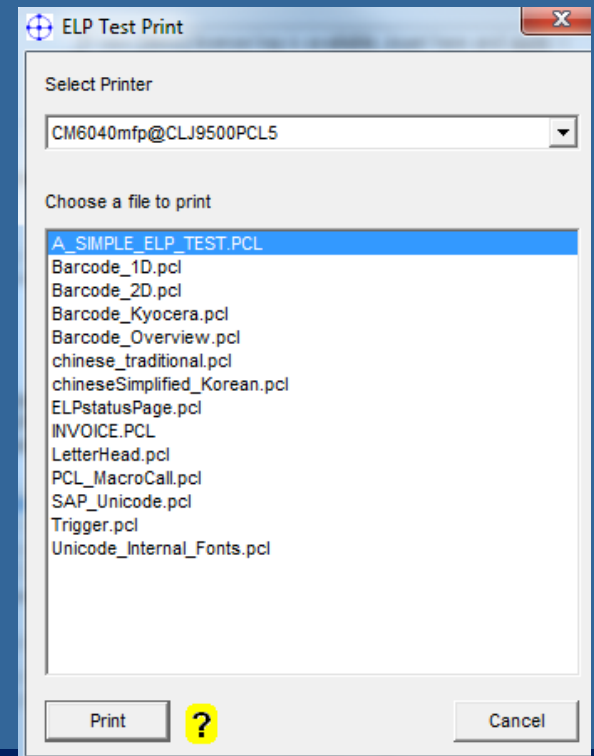 ELP Test Print
Select Printer
CM6040mfp@CLJ9500PCL5
Choose a file to print
A_SIMPLE_ELP_TEST.PCL
Barcode_1D.pcl
Barcode_2D.pcl
Barcode_Kyocera.pcl
Barcode_Overview.pcl
chinese_traditional.pcl
chineseSimplified_Korean.pcl
ELPstatusPage.pcl
INVOICE.PCL
LetterHead.pcl
PCL_MacroCall.pcl
SAP_Unicode.pcl
Trigger.pcl
Unicode_Internal_Fonts.pcl
Print ? Cancel